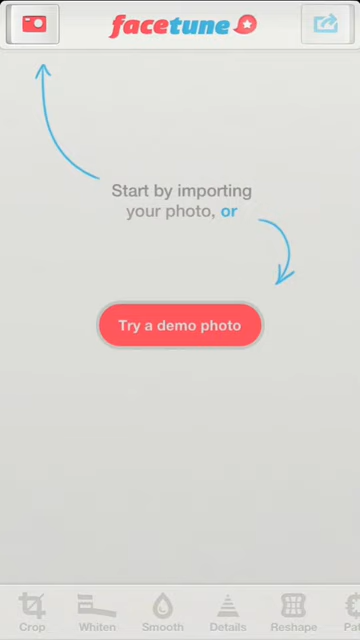 facetune
Start by importing
your photo, or
Try a demo photo
Crop
Whiten
Smooth
Details
Reshape